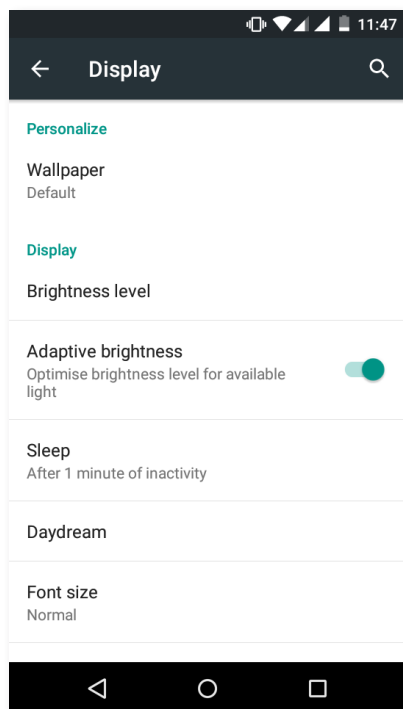 11:47
Display
Personalize
Wallpaper
Default
Display
Brightness level
Adaptive brightness
Optimise brightness level for available
light
Sleep
After 1 minute of inactivity
Daydream
Font size
Normal